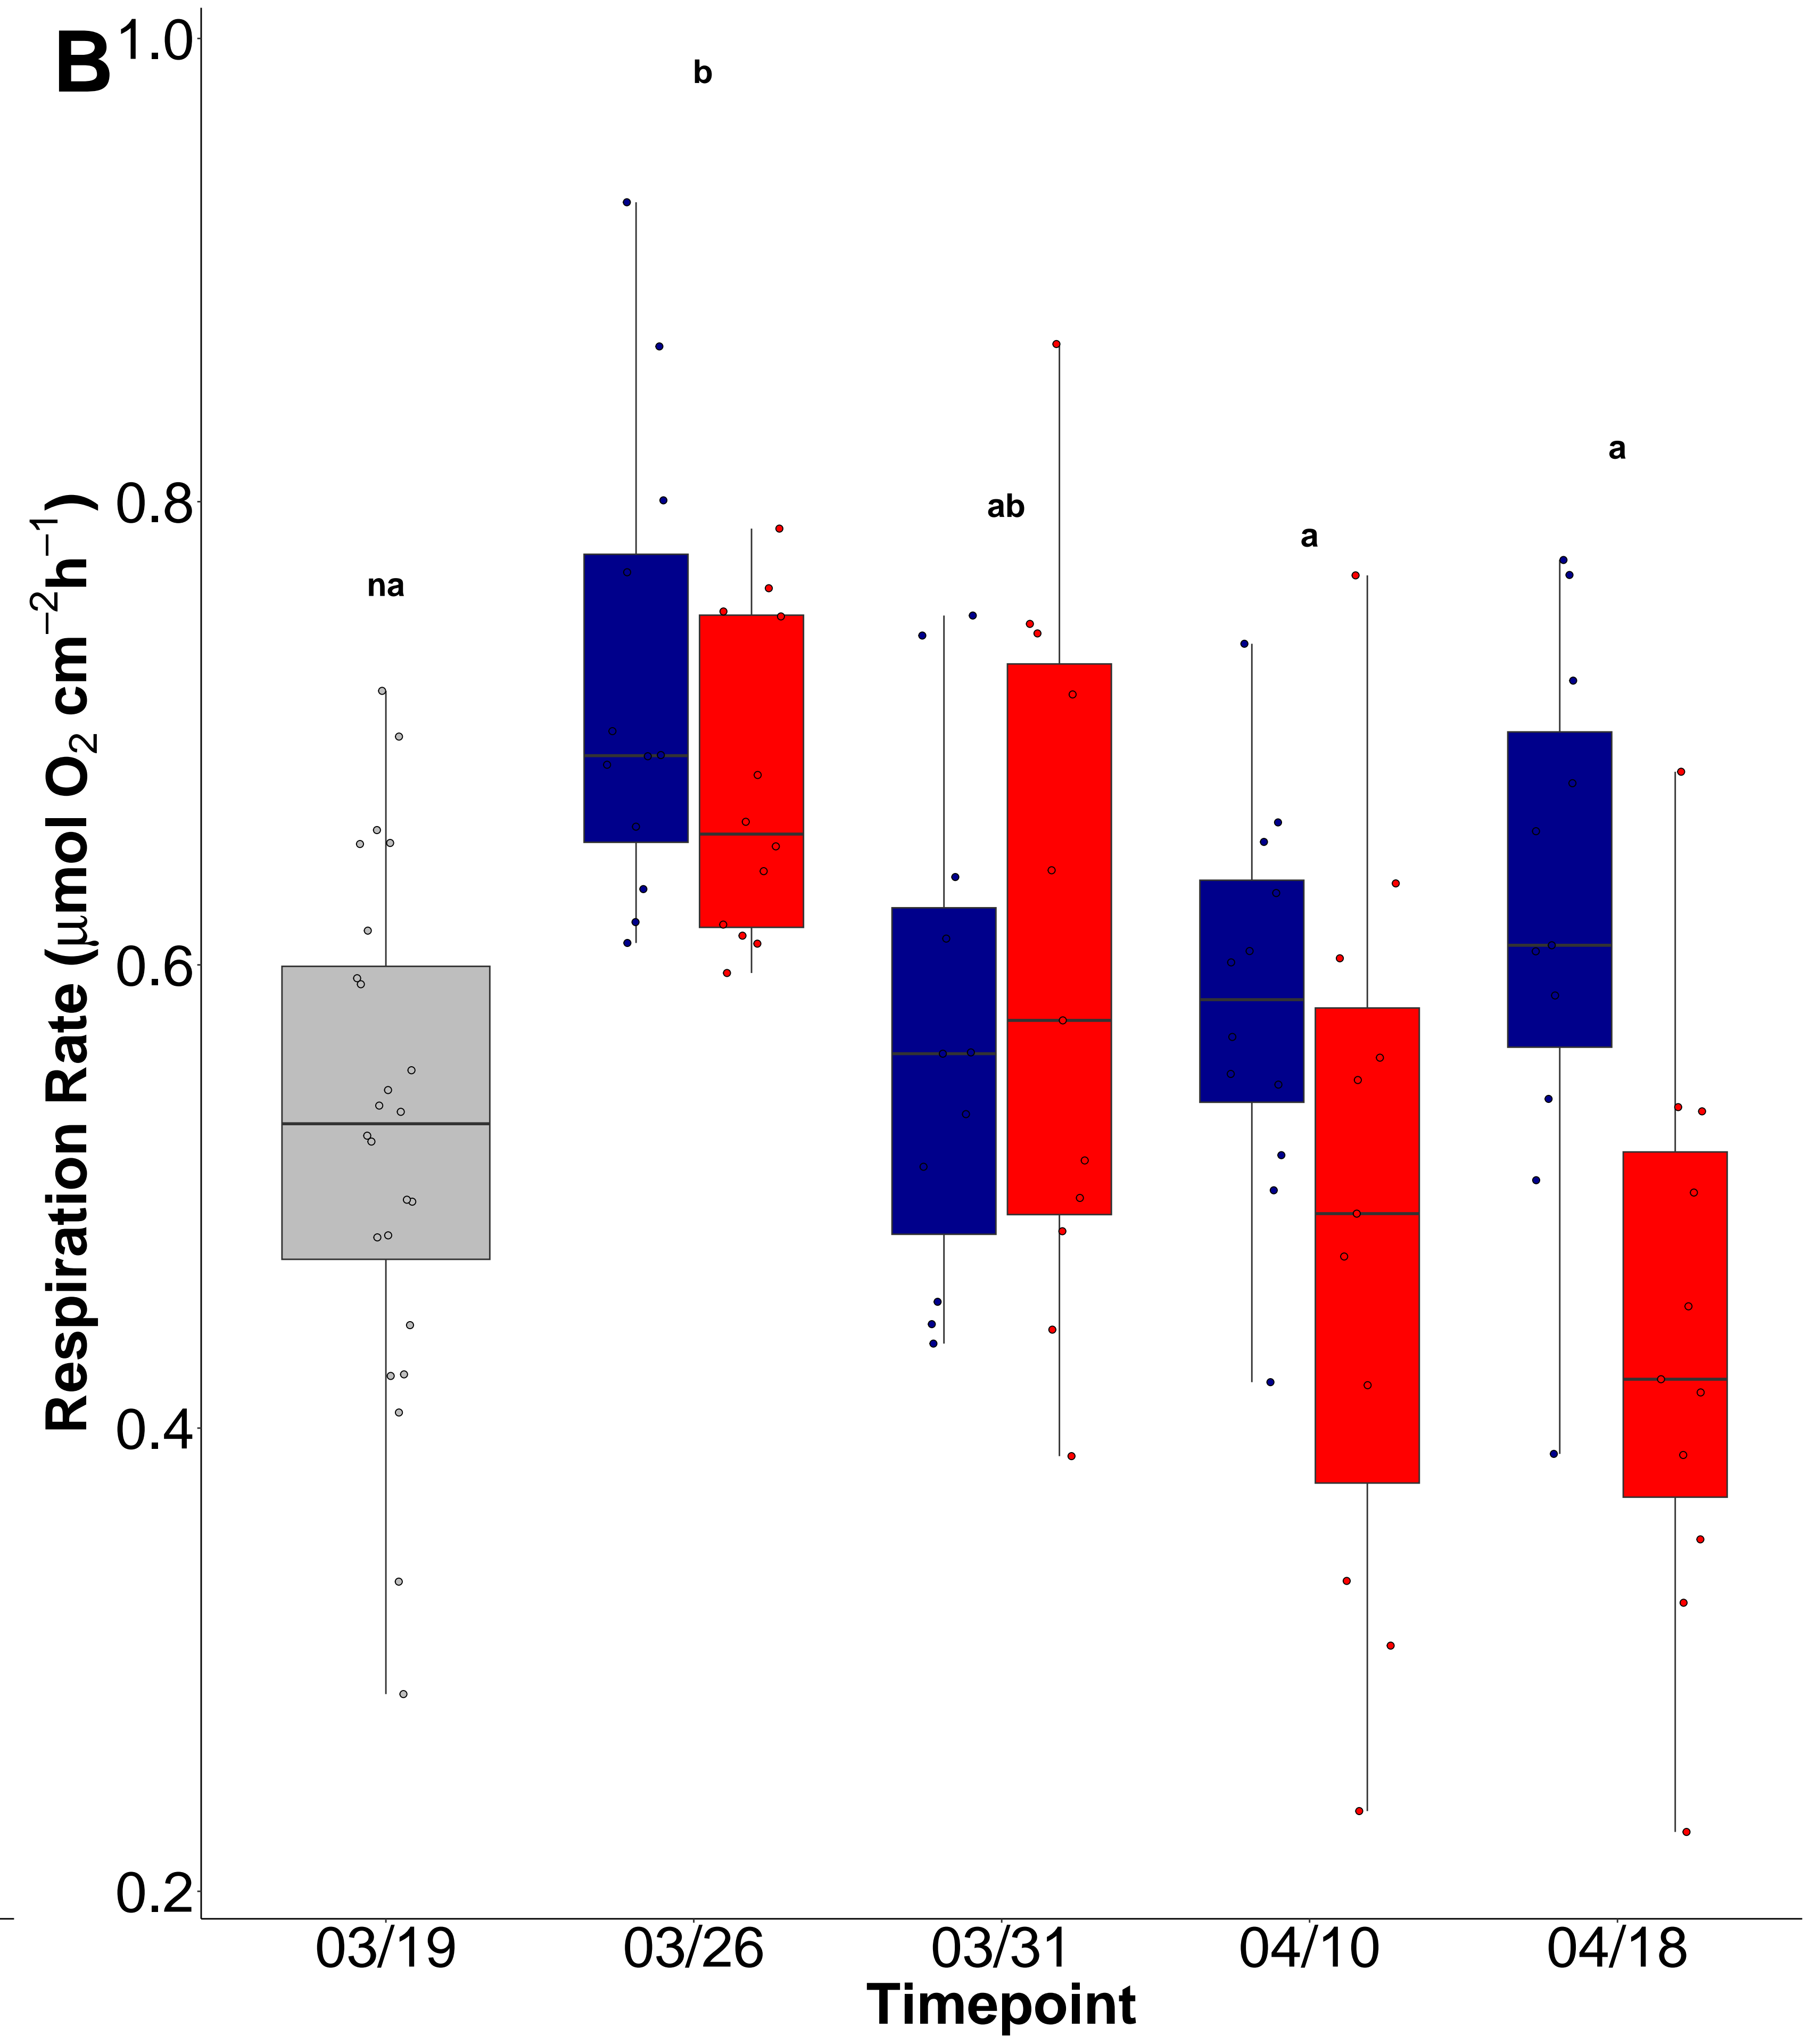 B
1.0
0.8
0.6
0.4
0.2
Respiration Rate (μmol O₂ cm⁻²h⁻¹)
b
na
ab
a
a
03/19 03/26 03/31 04/10 04/18
Timepoint